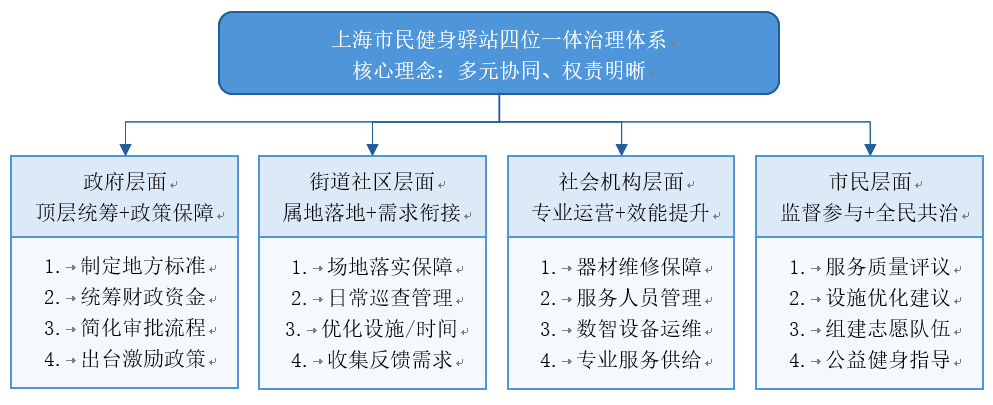 上海市民健身驿站四位一体治理体系
核心理念：多元协同、权责明晰
政府层面
顶层统筹+政策保障
1. 制定地方标准
2. 统筹财政资金
3. 简化审批流程
4. 出台激励政策
街道社区层面
属地落地+需求衔接
1. 场地落实保障
2. 日常巡查管理
3. 优化设施/时间
4. 收集反馈需求
社会机构层面
专业运营+效能提升
1. 器材维修保障
2. 服务人员管理
3. 数智设备运维
4. 专业服务供给
市民层面
监督参与+全民共治
1. 服务质量评议
2. 设施优化建议
3. 组建志愿队伍
4. 公益健身指导